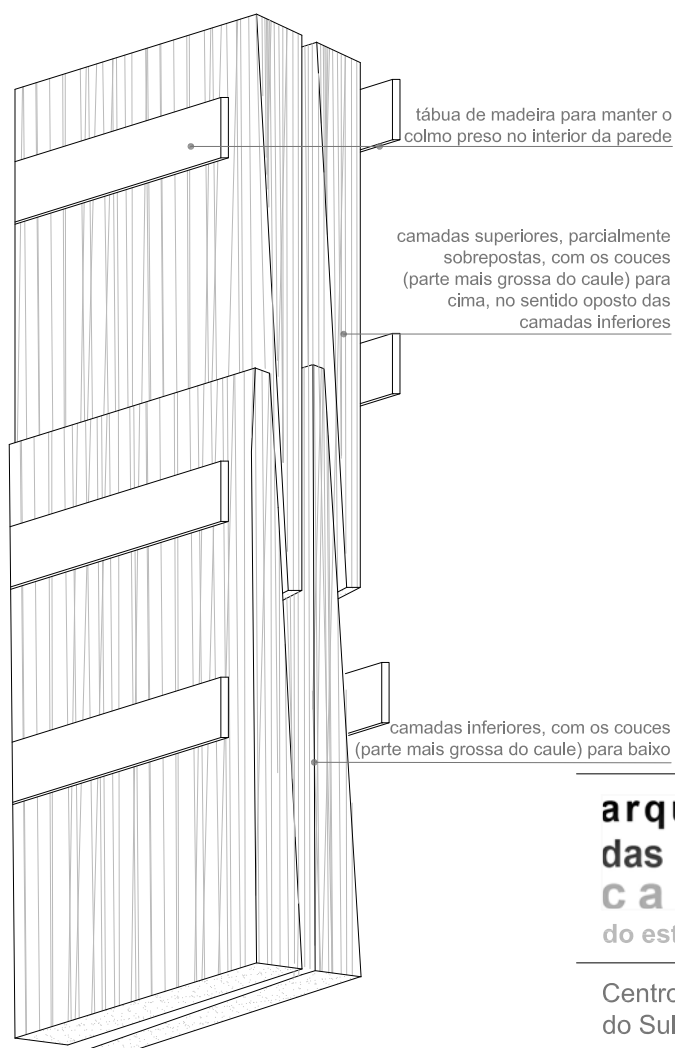 tábua de madeira para manter o
colmo preso no interior da parede
camadas superiores, parcialmente
sobrepostas, com os couces
(parte mais grossa do caule) para
cima, no sentido oposto das
camadas inferiores
camadas inferiores, com os couces
(parte mais grossa do caule) para baixo
das
do
Centro
do Sul